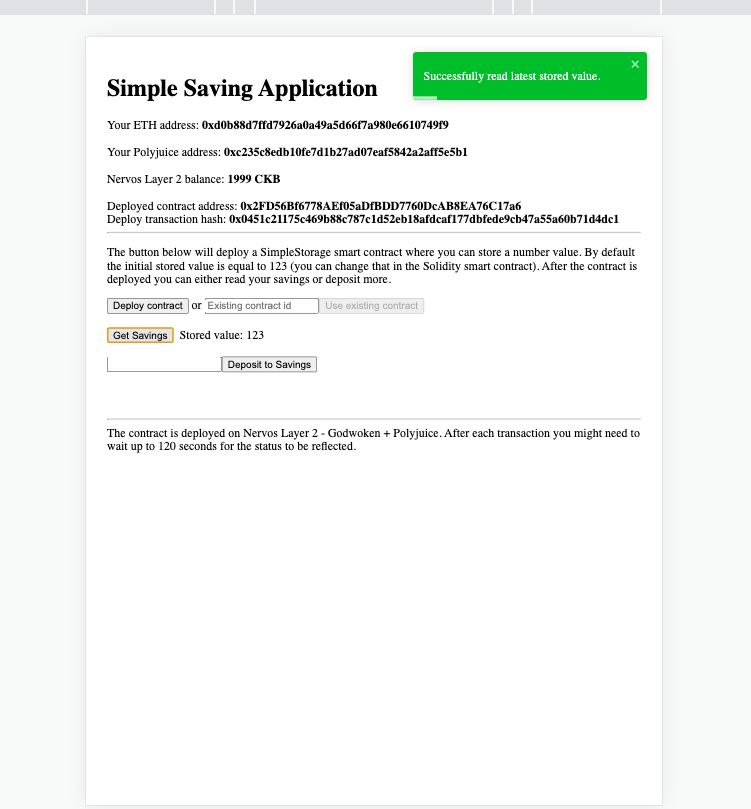 Successfully read latest stored value.
×
Simple Saving Application
Your ETH address: 0xd0b88d7ffd7926a0a49a5d66f7a980e6610749f9
Your Polyjuice address: 0xc235c8edb10fe7d1b27ad07eaf5842a2aff5e5b1
Nervos Layer 2 balance: 1999 CKB
Deployed contract address: 0x2FD56Bf6778AEf05aDfBDD7760DcAB8EA76C17a6
Deploy transaction hash: 0x0451c21175c469b88c787c1d52eb18afdcaf177dbfede9cb47a55a60b71d4dc1
The button below will deploy a SimpleStorage smart contract where you can store a number value. By default
the initial stored value is equal to 123 (you can change that in the Solidity smart contract). After the contract is
deployed you can either read your savings or deposit more.
Deploy contract or Existing contract id Use existing contract
Get Savings Stored value: 123
Deposit to Savings
The contract is deployed on Nervos Layer 2 - Godwoken + Polyjuice. After each transaction you might need to
wait up to 120 seconds for the status to be reflected.